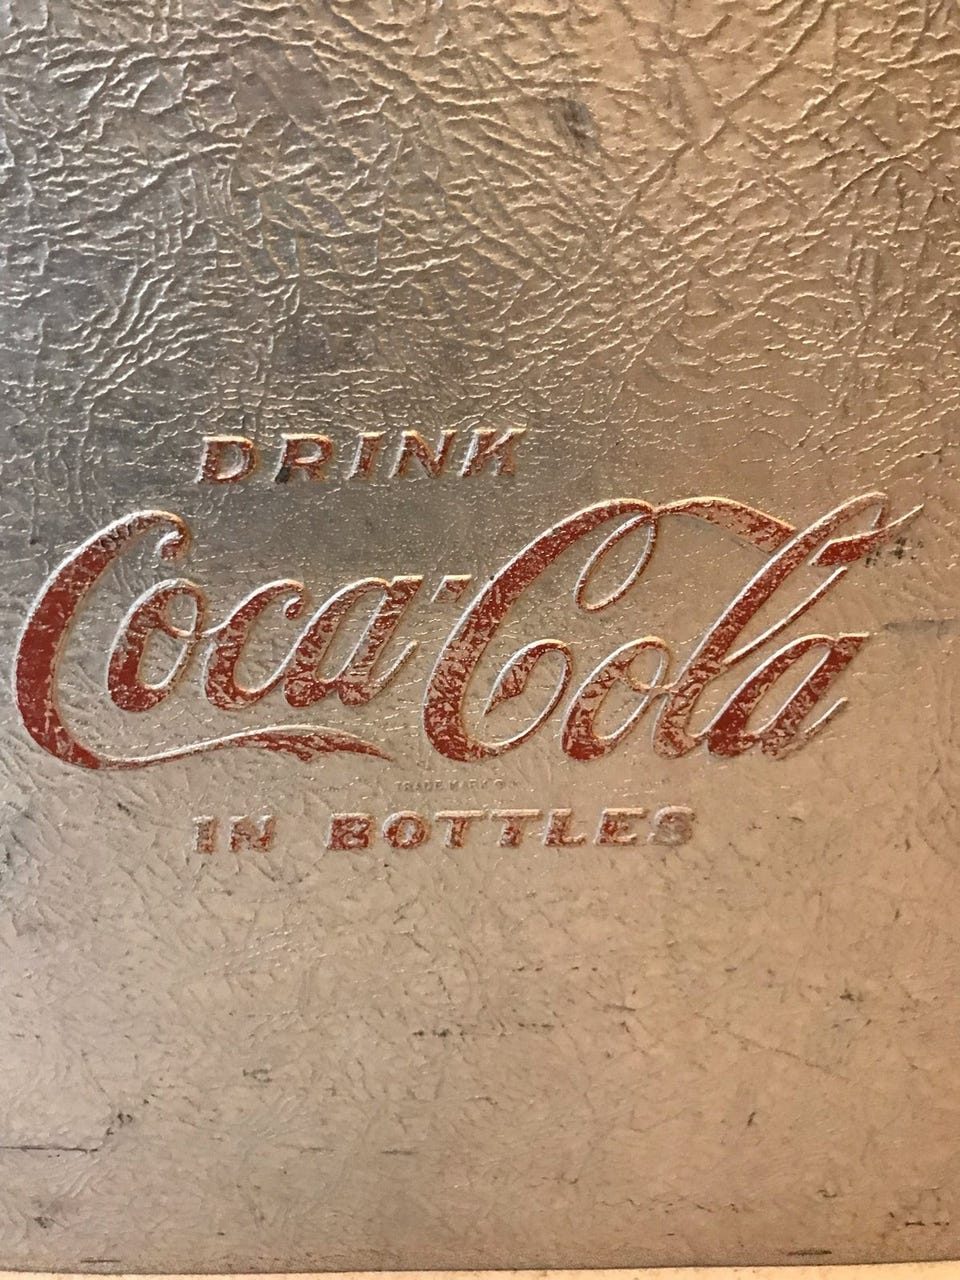 DRINK
Coca-Cola
TRADE MARK ®
IN BOTTLES